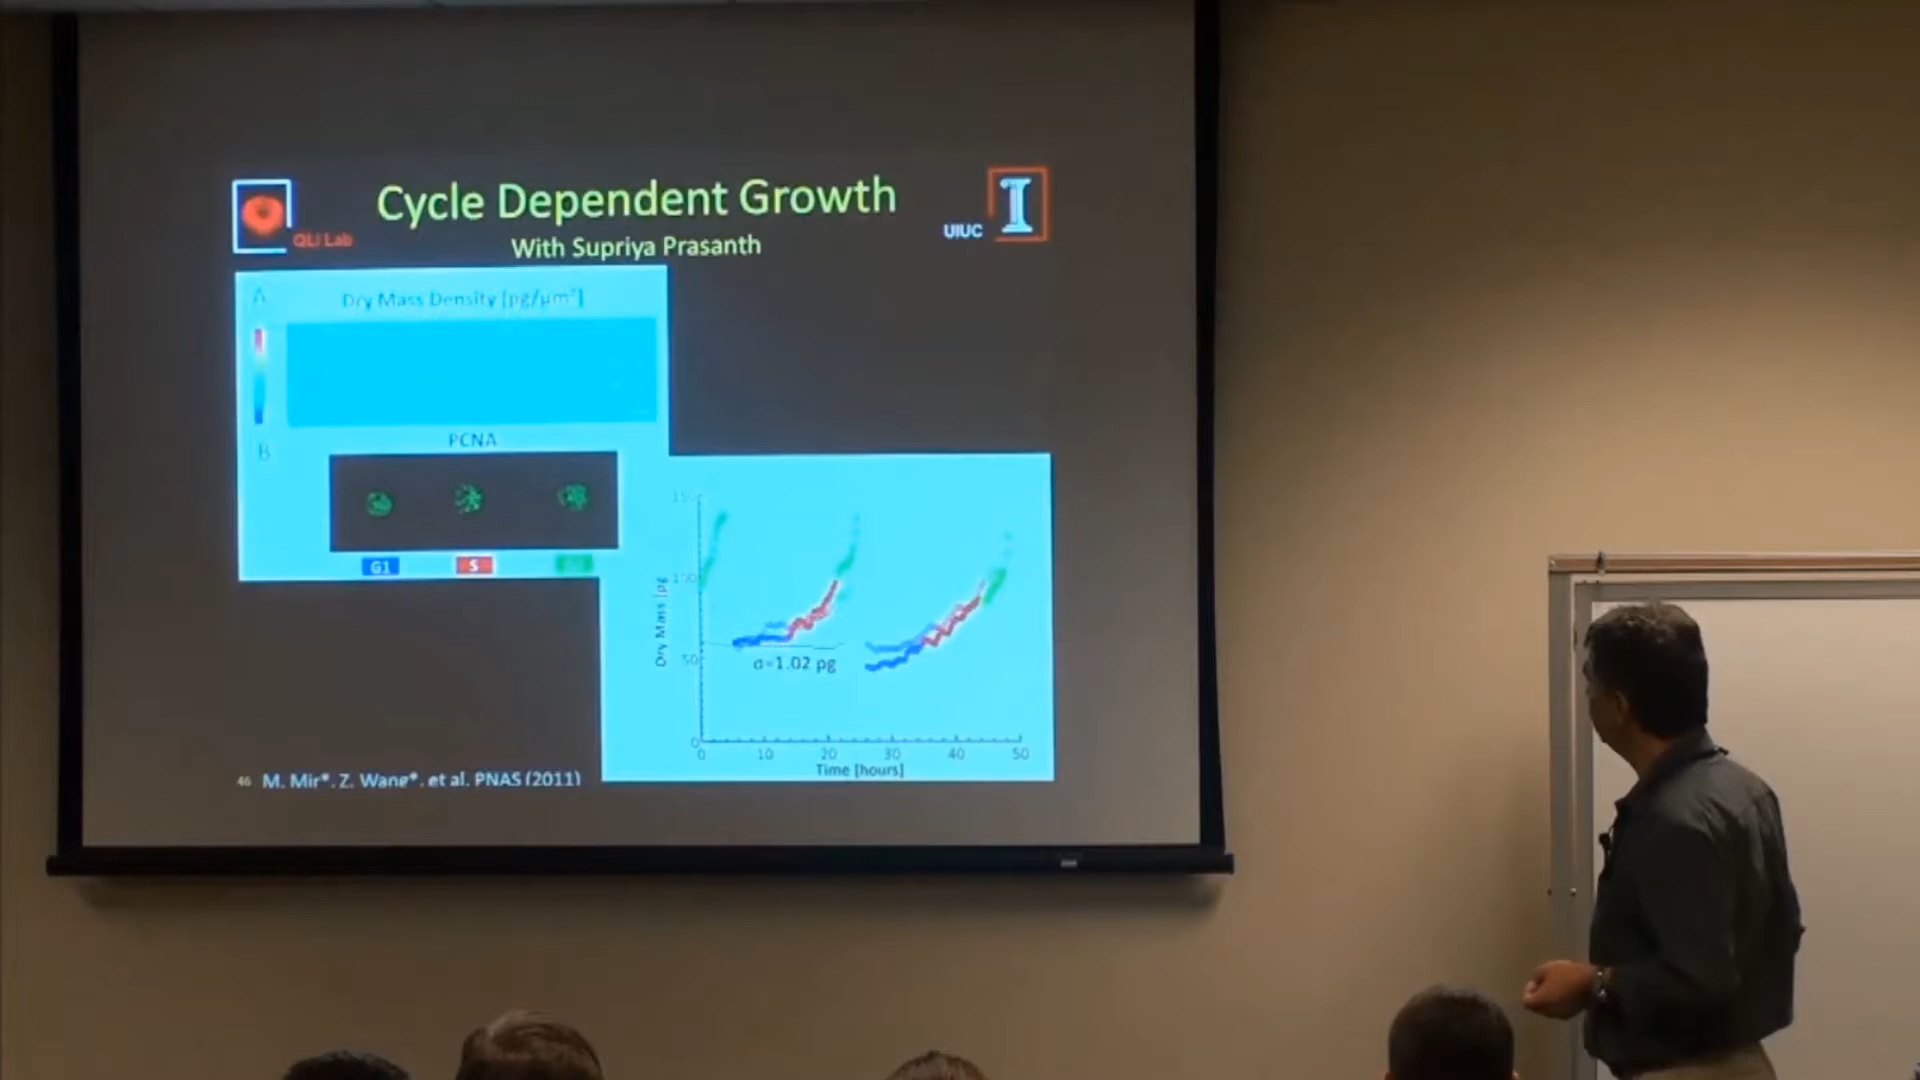 Cycle Dependent Growth
With Supriya Prasanth
QLI Lab
UIUC
I
A
Dry Mass Density [pg/µm²]
B
PCNA
G1
S
150
100
50
0
Dry Mass [pg
σ=1.02 pg
0 10 20 30 40 50
Time [hours]
46 M. Mir*, Z. Wang*, et al. PNAS (2011)